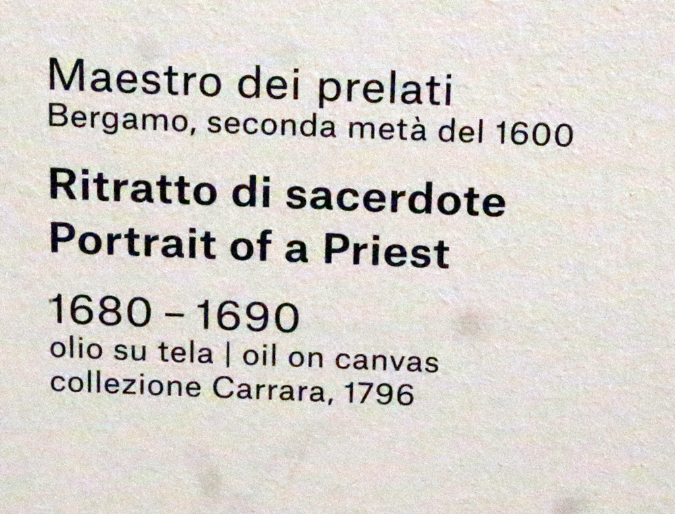 Maestro dei prelati
Bergamo, seconda metà del 1600
Ritratto di sacerdote
Portrait of a Priest
1680 – 1690
olio su tela | oil on canvas
collezione Carrara, 1796